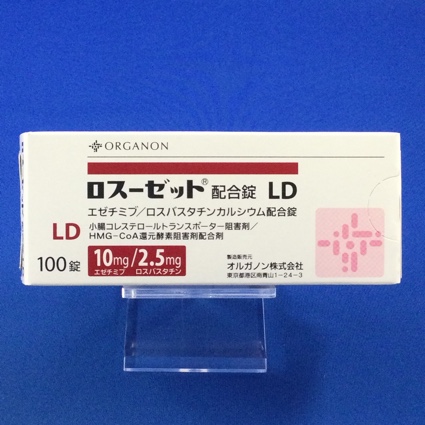 ORGANON
ロスーゼット® 配合錠 LD
エゼチミブ/ロスバスタチンカルシウム配合錠
小腸コレステロールトランスポーター阻害剤/
HMG-CoA還元酵素阻害剤配合剤
LD
100錠
10mg/2.5mg
エゼチミブ ロスバスタチン
製造販売元
オルガノン株式会社
東京都港区南青山1-24-3